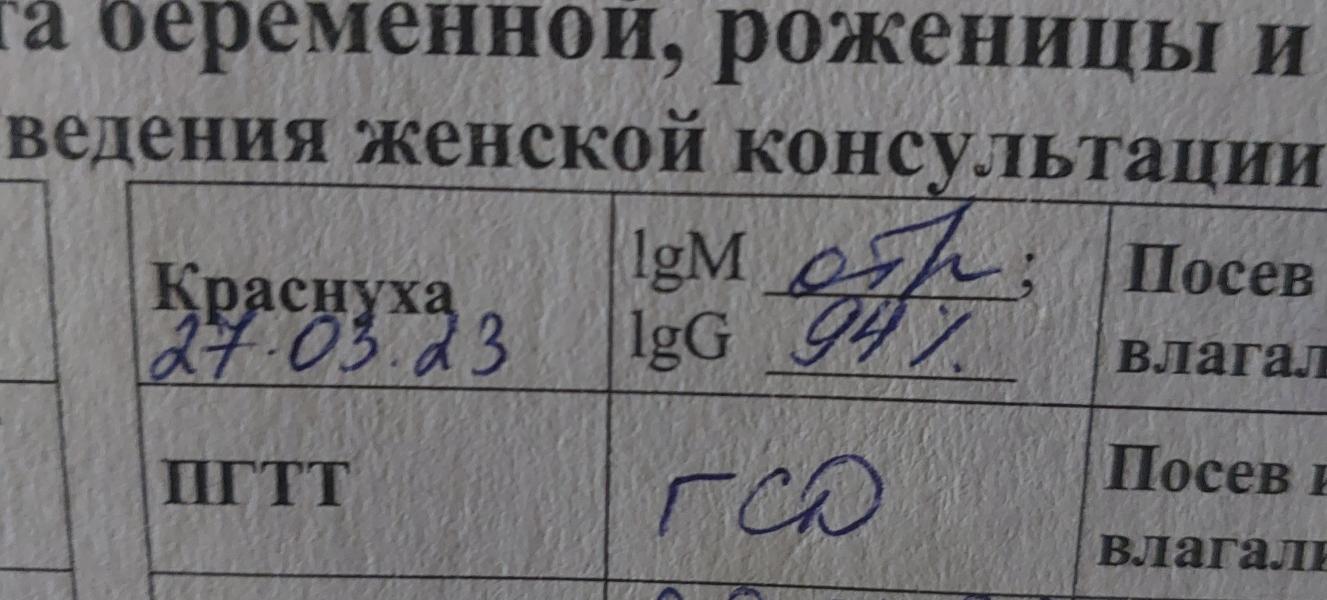 та беременной, роженицы и
ведения женской консультации
Краснуха
27.03.23
IgM отр ;
IgG 94%
Посев
влагал
ПГТТ
ГСД
Посев
влагали